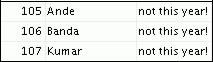 105 Ande not this year!
106 Banda not this year!
107 Kumar not this year!